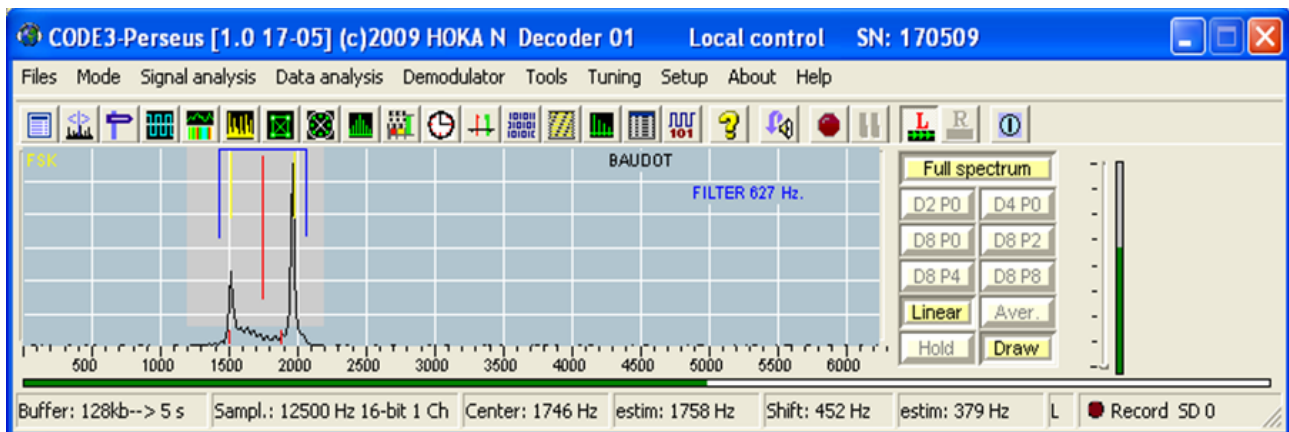 CODE3-Perseus [1.0 17-05] (c)2009 HOKA N Decoder 01 Local control SN: 170509
Files Mode Signal analysis Data analysis Demodulator Tools Tuning Setup About Help
101
L R
FSK BAUDOT
FILTER 627 Hz.
Full spectrum
D2 P0 D4 P0
D8 P0 D8 P2
D8 P4 D8 P8
Linear Aver.
Hold Draw
500 1000 1500 2000 2500 3000 3500 4000 4500 5000 5500 6000
Buffer: 128kb--> 5 s Sampl.: 12500 Hz 16-bit 1 Ch Center: 1746 Hz estim: 1758 Hz Shift: 452 Hz estim: 379 Hz L Record SD 0